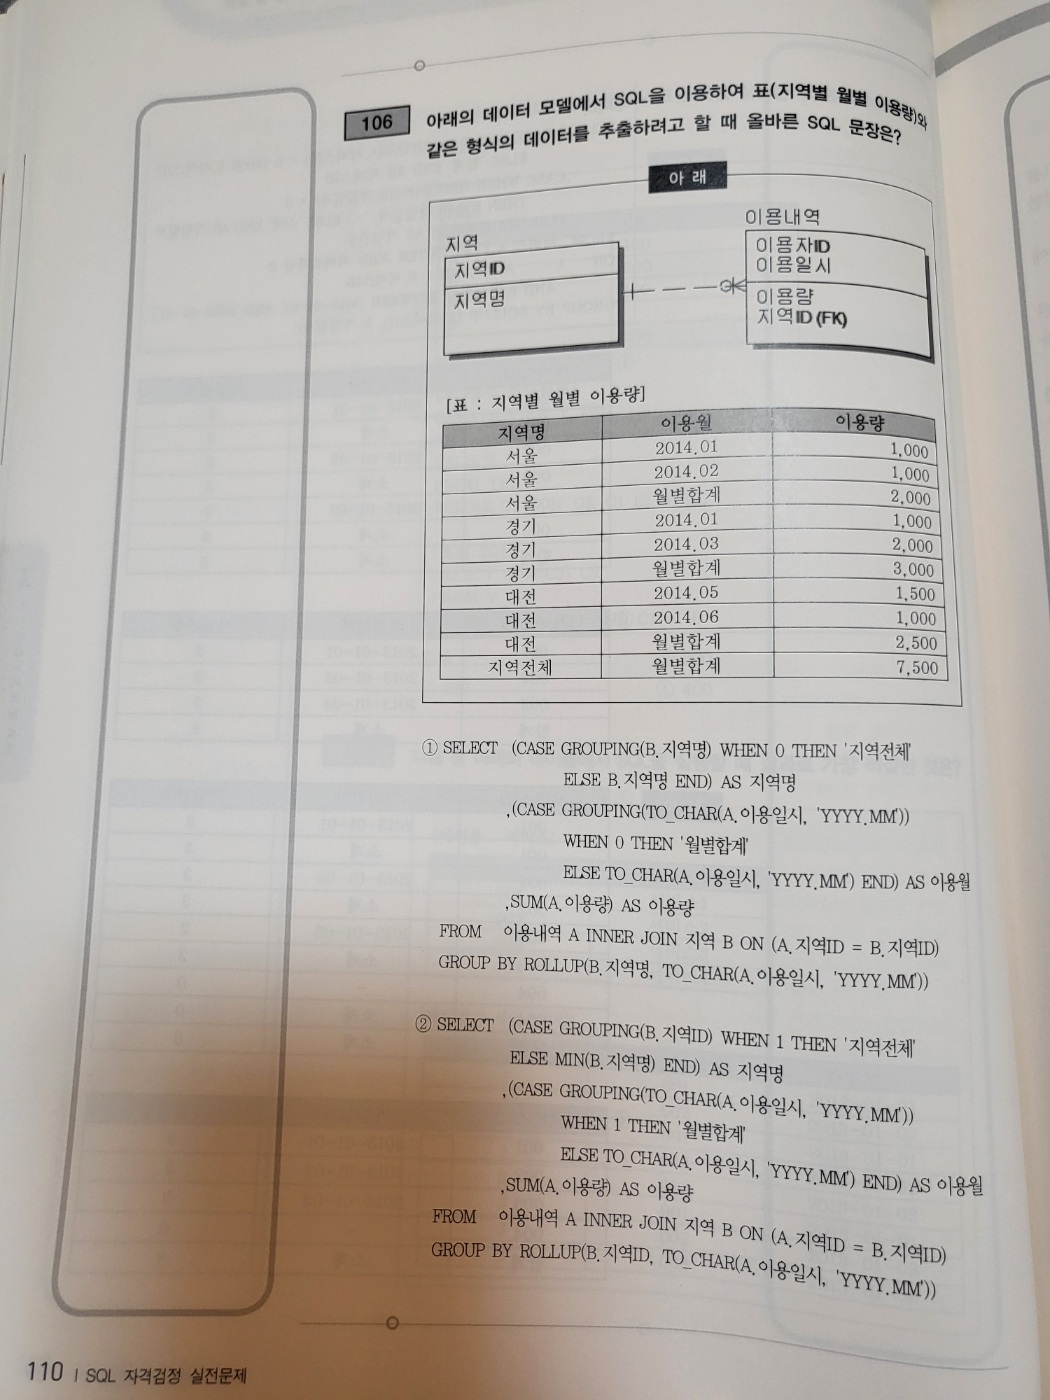 106
아래의 데이터 모델에서 SQL을 이용하여 표(지역별 월별 이용량)와
같은 형식의 데이터를 추출하려고 할 때 올바른 SQL 문장은?
아 래
지역
지역ID
지역명
이용내역
이용자ID
이용일시
이용량
지역ID (FK)
[표 : 지역별 월별 이용량]
지역명 이용월 이용량
서울 2014.01 1,000
서울 2014.02 1,000
서울 월별합계 2,000
경기 2014.01 1,000
경기 2014.03 2,000
경기 월별합계 3,000
대전 2014.05 1,500
대전 2014.06 1,000
대전 월별합계 2,500
지역전체 월별합계 7,500
① SELECT (CASE GROUPING(B.지역명) WHEN 0 THEN '지역전체'
ELSE B.지역명 END) AS 지역명
,(CASE GROUPING(TO_CHAR(A.이용일시, 'YYYY.MM'))
WHEN 0 THEN '월별합계'
ELSE TO_CHAR(A.이용일시, 'YYYY.MM') END) AS 이용월
,SUM(A.이용량) AS 이용량
FROM 이용내역 A INNER JOIN 지역 B ON (A.지역ID = B.지역ID)
GROUP BY ROLLUP(B.지역명, TO_CHAR(A.이용일시, 'YYYY.MM'))
② SELECT (CASE GROUPING(B.지역ID) WHEN 1 THEN '지역전체'
ELSE MIN(B.지역명) END) AS 지역명
,(CASE GROUPING(TO_CHAR(A.이용일시, 'YYYY.MM'))
WHEN 1 THEN '월별합계'
ELSE TO_CHAR(A.이용일시, 'YYYY.MM') END) AS 이용월
,SUM(A.이용량) AS 이용량
FROM 이용내역 A INNER JOIN 지역 B ON (A.지역ID = B.지역ID)
GROUP BY ROLLUP(B.지역ID, TO_CHAR(A.이용일시, 'YYYY.MM'))
110 | SQL 자격검정 실전문제